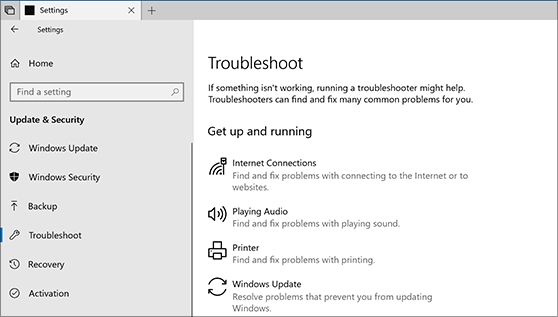 Settings
Settings
Home
Find a setting
Update & Security
Windows Update
Windows Security
Backup
Troubleshoot
Recovery
Activation
Troubleshoot
If something isn't working, running a troubleshooter might help.
Troubleshooters can find and fix many common problems for you.
Get up and running
Internet Connections
Find and fix problems with connecting to the Internet or to
websites.
Playing Audio
Find and fix problems with playing sound.
Printer
Find and fix problems with printing.
Windows Update
Resolve problems that prevent you from updating
Windows.